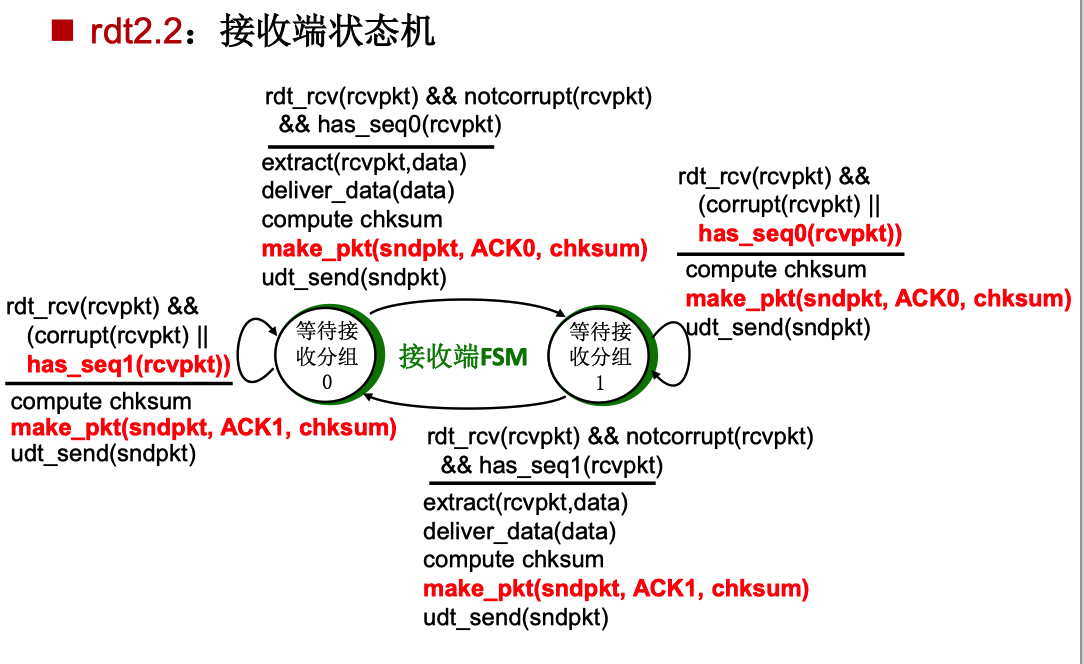 rdt2.2：接收端状态机
rdt_rcv(rcvpkt) && notcorrupt(rcvpkt)
&& has_seq0(rcvpkt)
extract(rcvpkt,data)
deliver_data(data)
compute chksum
make_pkt(sndpkt, ACK0, chksum)
udt_send(sndpkt)
rdt_rcv(rcvpkt) &&
(corrupt(rcvpkt) ||
has_seq0(rcvpkt))
compute chksum
make_pkt(sndpkt, ACK0, chksum)
udt_send(sndpkt)
rdt_rcv(rcvpkt) &&
(corrupt(rcvpkt) ||
has_seq1(rcvpkt))
compute chksum
make_pkt(sndpkt, ACK1, chksum)
udt_send(sndpkt)
等待接
收分组
0
接收端FSM
等待接
收分组
1
rdt_rcv(rcvpkt) && notcorrupt(rcvpkt)
&& has_seq1(rcvpkt)
extract(rcvpkt,data)
deliver_data(data)
compute chksum
make_pkt(sndpkt, ACK1, chksum)
udt_send(sndpkt)